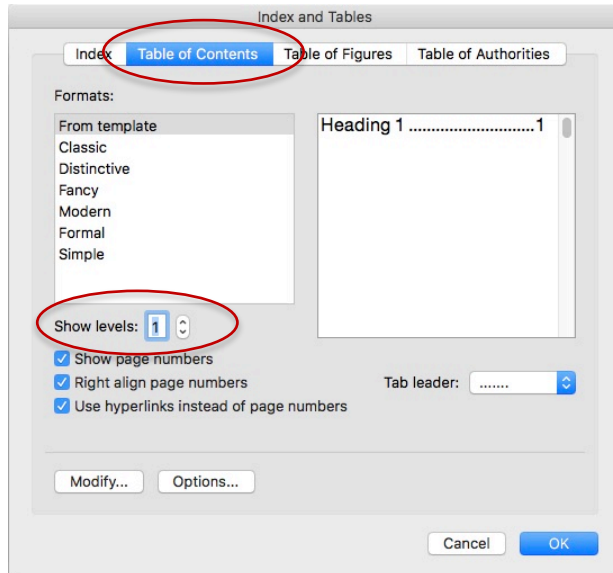 Index and Tables
Index Table of Contents Table of Figures Table of Authorities
Formats:
From template
Classic
Distinctive
Fancy
Modern
Formal
Simple
Heading 1 ............................1
Show levels: 1
Show page numbers
Right align page numbers
Tab leader: .......
Use hyperlinks instead of page numbers
Modify... Options...
Cancel OK